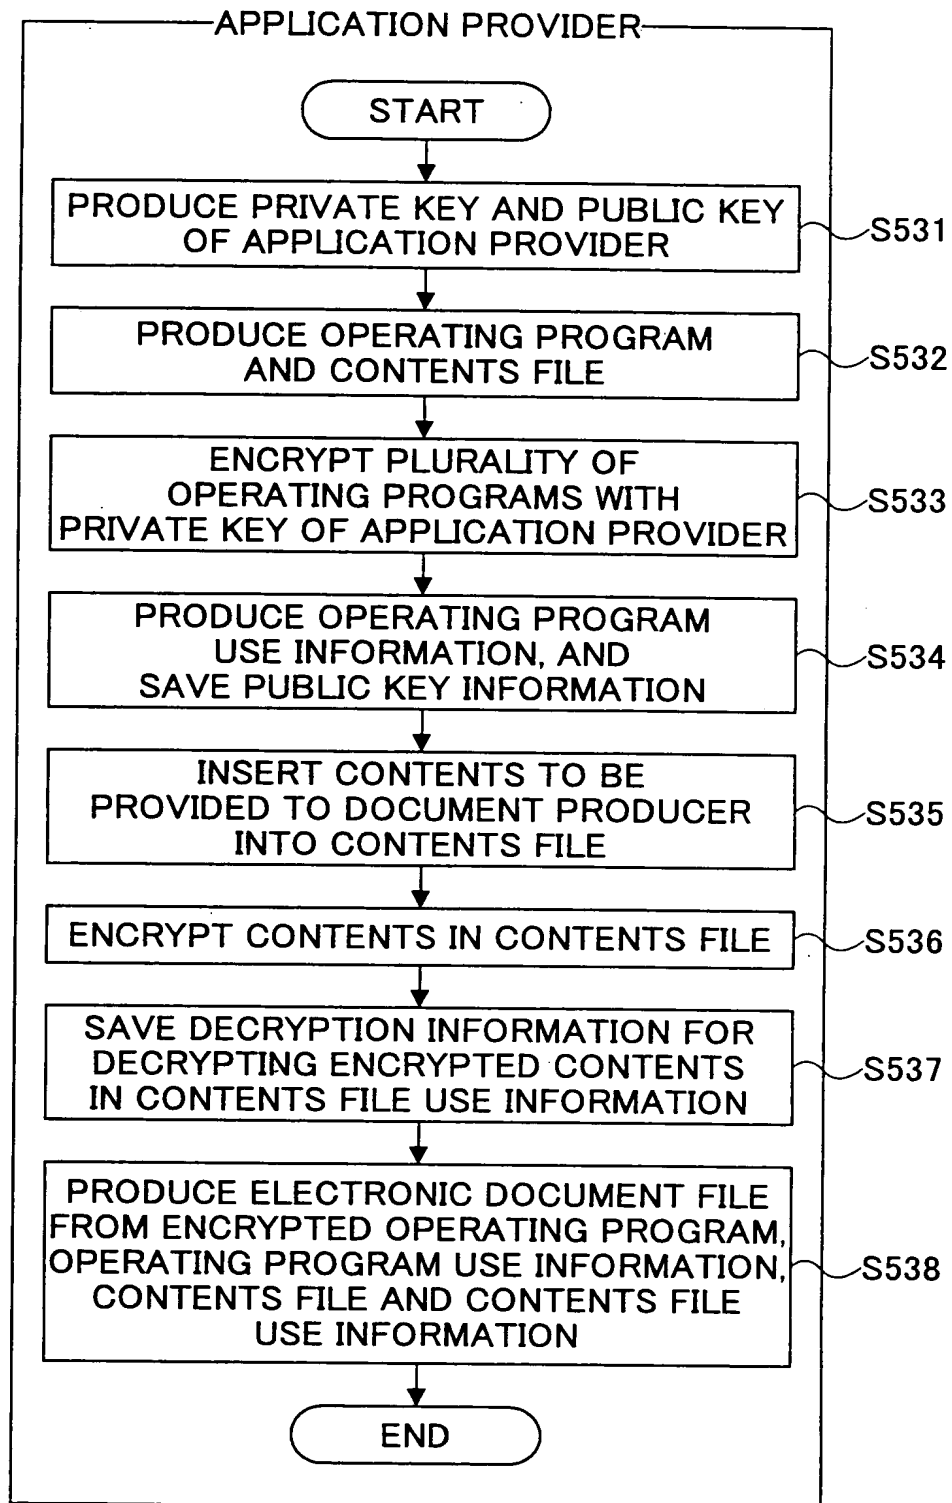 APPLICATION PROVIDER
START
PRODUCE PRIVATE KEY AND PUBLIC KEY
OF APPLICATION PROVIDER
S531
PRODUCE OPERATING PROGRAM
AND CONTENTS FILE
S532
ENCRYPT PLURALITY OF
OPERATING PROGRAMS WITH
PRIVATE KEY OF APPLICATION PROVIDER
S533
PRODUCE OPERATING PROGRAM
USE INFORMATION, AND
SAVE PUBLIC KEY INFORMATION
S534
INSERT CONTENTS TO BE
PROVIDED TO DOCUMENT PRODUCER
INTO CONTENTS FILE
S535
ENCRYPT CONTENTS IN CONTENTS FILE
S536
SAVE DECRYPTION INFORMATION FOR
DECRYPTING ENCRYPTED CONTENTS
IN CONTENTS FILE USE INFORMATION
S537
PRODUCE ELECTRONIC DOCUMENT FILE
FROM ENCRYPTED OPERATING PROGRAM,
OPERATING PROGRAM USE INFORMATION,
CONTENTS FILE AND CONTENTS FILE
USE INFORMATION
S538
END